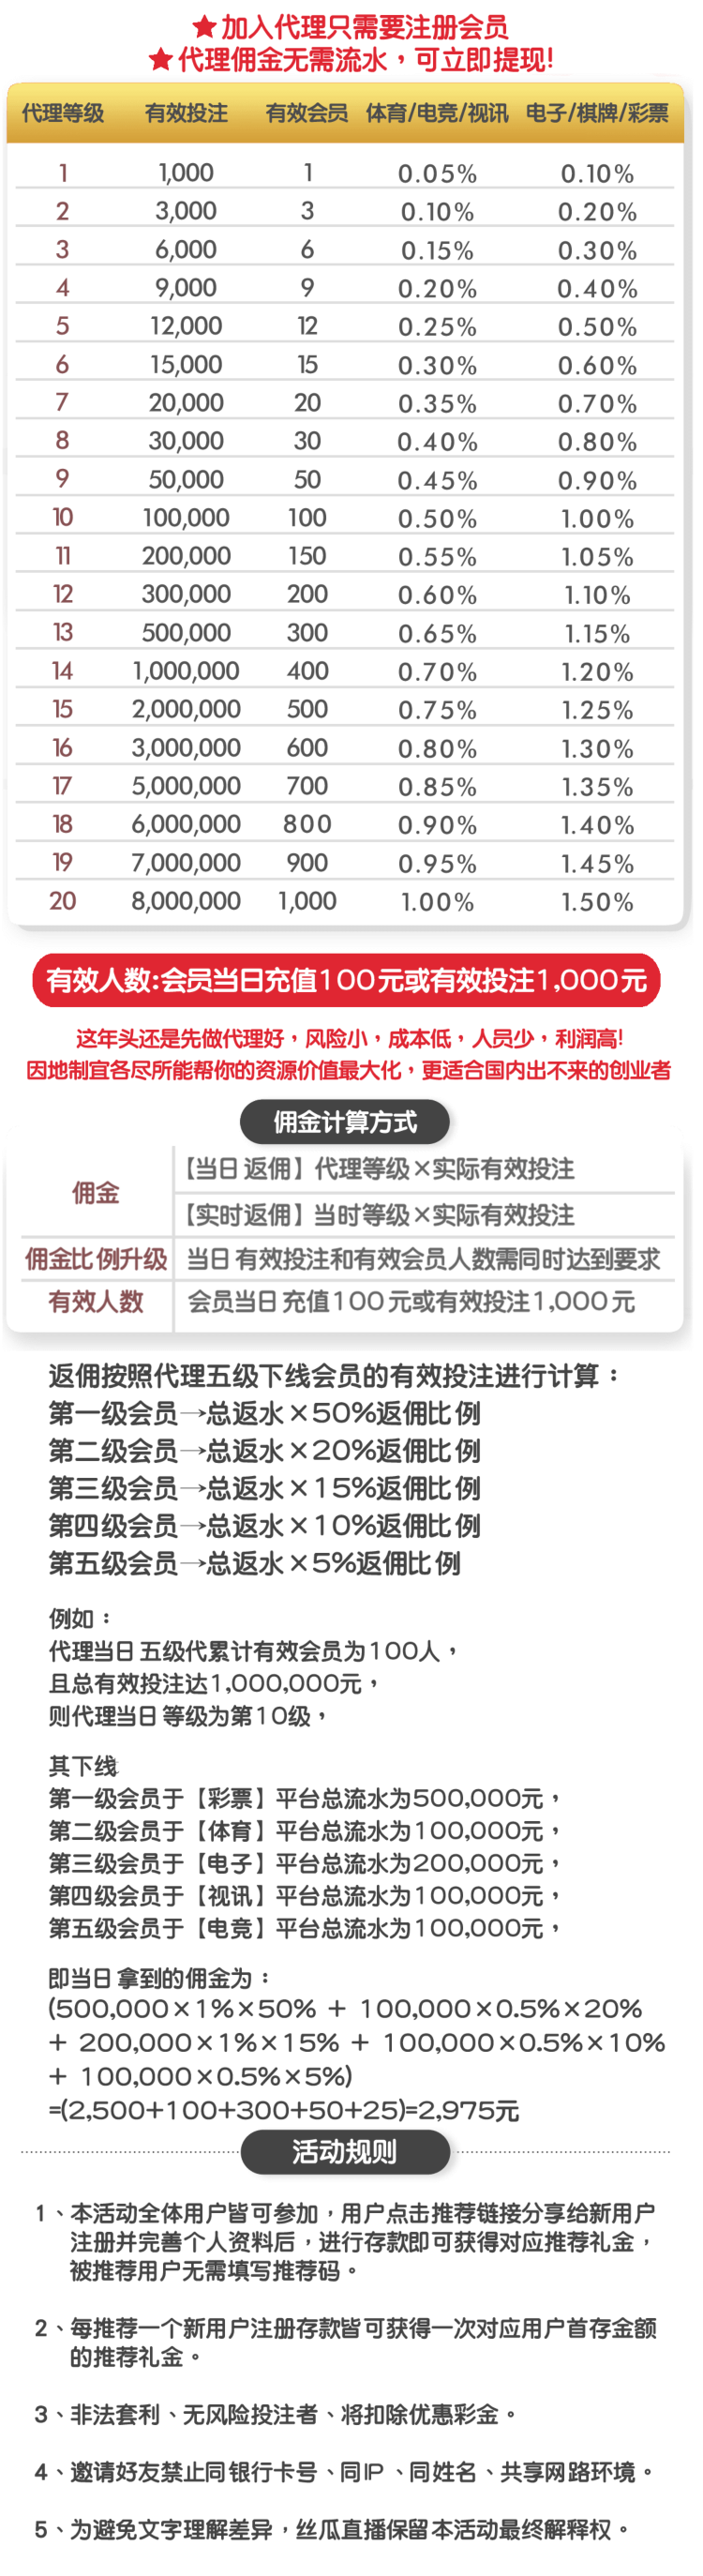 ★加入代理只需要注册会员
★代理佣金无需流水，可立即提现!
代理等级 有效投注 有效会员 体育/电竞/视讯 电子/棋牌/彩票
1 1,000 1 0.05% 0.10%
2 3,000 3 0.10% 0.20%
3 6,000 6 0.15% 0.30%
4 9,000 9 0.20% 0.40%
5 12,000 12 0.25% 0.50%
6 15,000 15 0.30% 0.60%
7 20,000 20 0.35% 0.70%
8 30,000 30 0.40% 0.80%
9 50,000 50 0.45% 0.90%
10 100,000 100 0.50% 1.00%
11 200,000 150 0.55% 1.05%
12 300,000 200 0.60% 1.10%
13 500,000 300 0.65% 1.15%
14 1,000,000 400 0.70% 1.20%
15 2,000,000 500 0.75% 1.25%
16 3,000,000 600 0.80% 1.30%
17 5,000,000 700 0.85% 1.35%
18 6,000,000 800 0.90% 1.40%
19 7,000,000 900 0.95% 1.45%
20 8,000,000 1,000 1.00% 1.50%
有效人数:会员当日充值100元或有效投注1,000元
这年头还是先做代理好，风险小，成本低，人员少，利润高!
因地制宜各尽所能帮你的资源价值最大化，更适合国内出不来的创业者
佣金计算方式
佣金
【当日返佣】代理等级×实际有效投注
【实时返佣】当时等级×实际有效投注
佣金比例升级 当日有效投注和有效会员人数需同时达到要求
有效人数 会员当日充值100元或有效投注1,000元
返佣按照代理五级下线会员的有效投注进行计算：
第一级会员→总返水×50%返佣比例
第二级会员→总返水×20%返佣比例
第三级会员→总返水×15%返佣比例
第四级会员→总返水×10%返佣比例
第五级会员→总返水×5%返佣比例
例如：
代理当日五级代累计有效会员为100人，
且总有效投注达1,000,000元，
则代理当日等级为第10级，
其下线
第一级会员于【彩票】平台总流水为500,000元，
第二级会员于【体育】平台总流水为100,000元，
第三级会员于【电子】平台总流水为200,000元，
第四级会员于【视讯】平台总流水为100,000元，
第五级会员于【电竞】平台总流水为100,000元，
即当日拿到的佣金为：
(500,000×1%×50% + 100,000×0.5%×20%
+ 200,000×1%×15% + 100,000×0.5%×10%
+ 100,000×0.5%×5%)
=(2,500+100+300+50+25)=2,975元
活动规则
1、本活动全体用户皆可参加，用户点击推荐链接分享给新用户
注册并完善个人资料后，进行存款即可获得对应推荐礼金，
被推荐用户无需填写推荐码。
2、每推荐一个新用户注册存款皆可获得一次对应用户首存金额
的推荐礼金。
3、非法套利、无风险投注者、将扣除优惠彩金。
4、邀请好友禁止同银行卡号、同IP、同姓名、共享网路环境。
5、为避免文字理解差异，丝瓜直播保留本活动最终解释权。